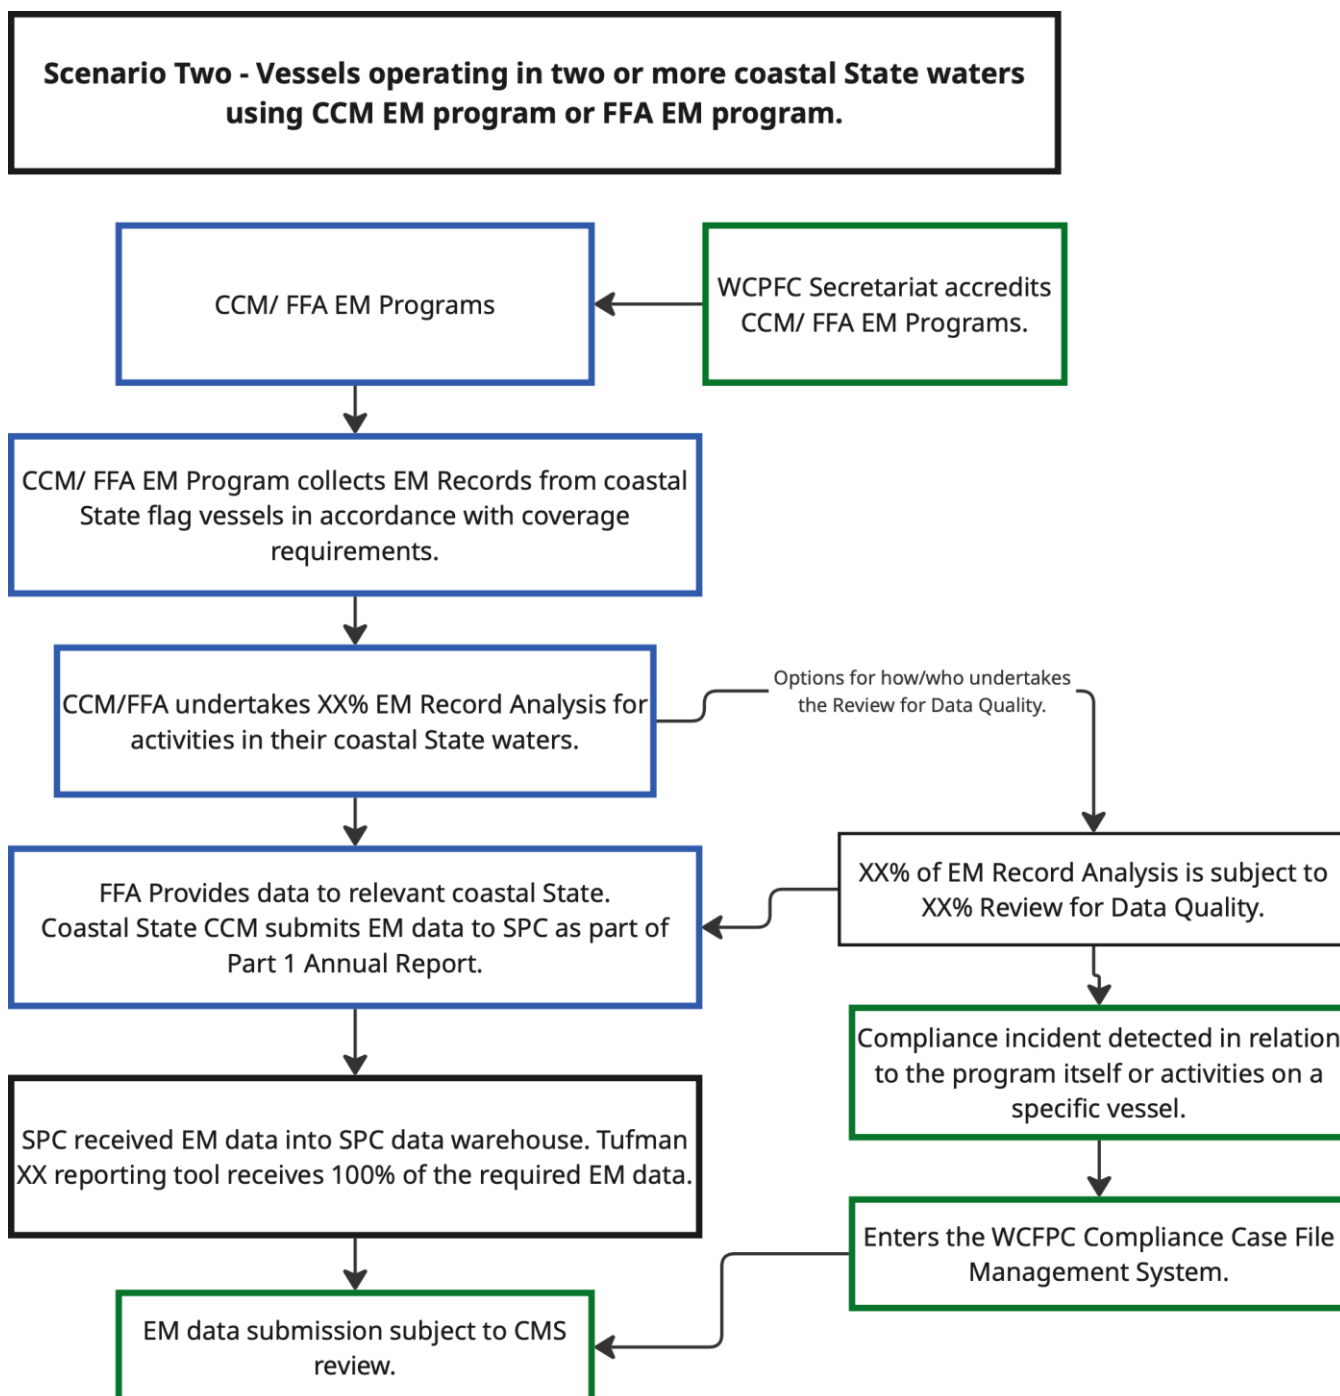 Scenario Two - Vessels operating in two or more coastal State waters
using CCM EM program or FFA EM program.
CCM/ FFA EM Programs
WCPFC Secretariat accredits
CCM/ FFA EM Programs.
CCM/ FFA EM Program collects EM Records from coastal
State flag vessels in accordance with coverage
requirements.
CCM/FFA undertakes XX% EM Record Analysis for
activities in their coastal State waters.
Options for how/who undertakes
the Review for Data Quality.
XX% of EM Record Analysis is subject to
XX% Review for Data Quality.
FFA Provides data to relevant coastal State.
Coastal State CCM submits EM data to SPC as part of
Part 1 Annual Report.
Compliance incident detected in relation
to the program itself or activities on a
specific vessel.
SPC received EM data into SPC data warehouse. Tufman
XX reporting tool receives 100% of the required EM data.
Enters the WCFPC Compliance Case File
Management System.
EM data submission subject to CMS
review.